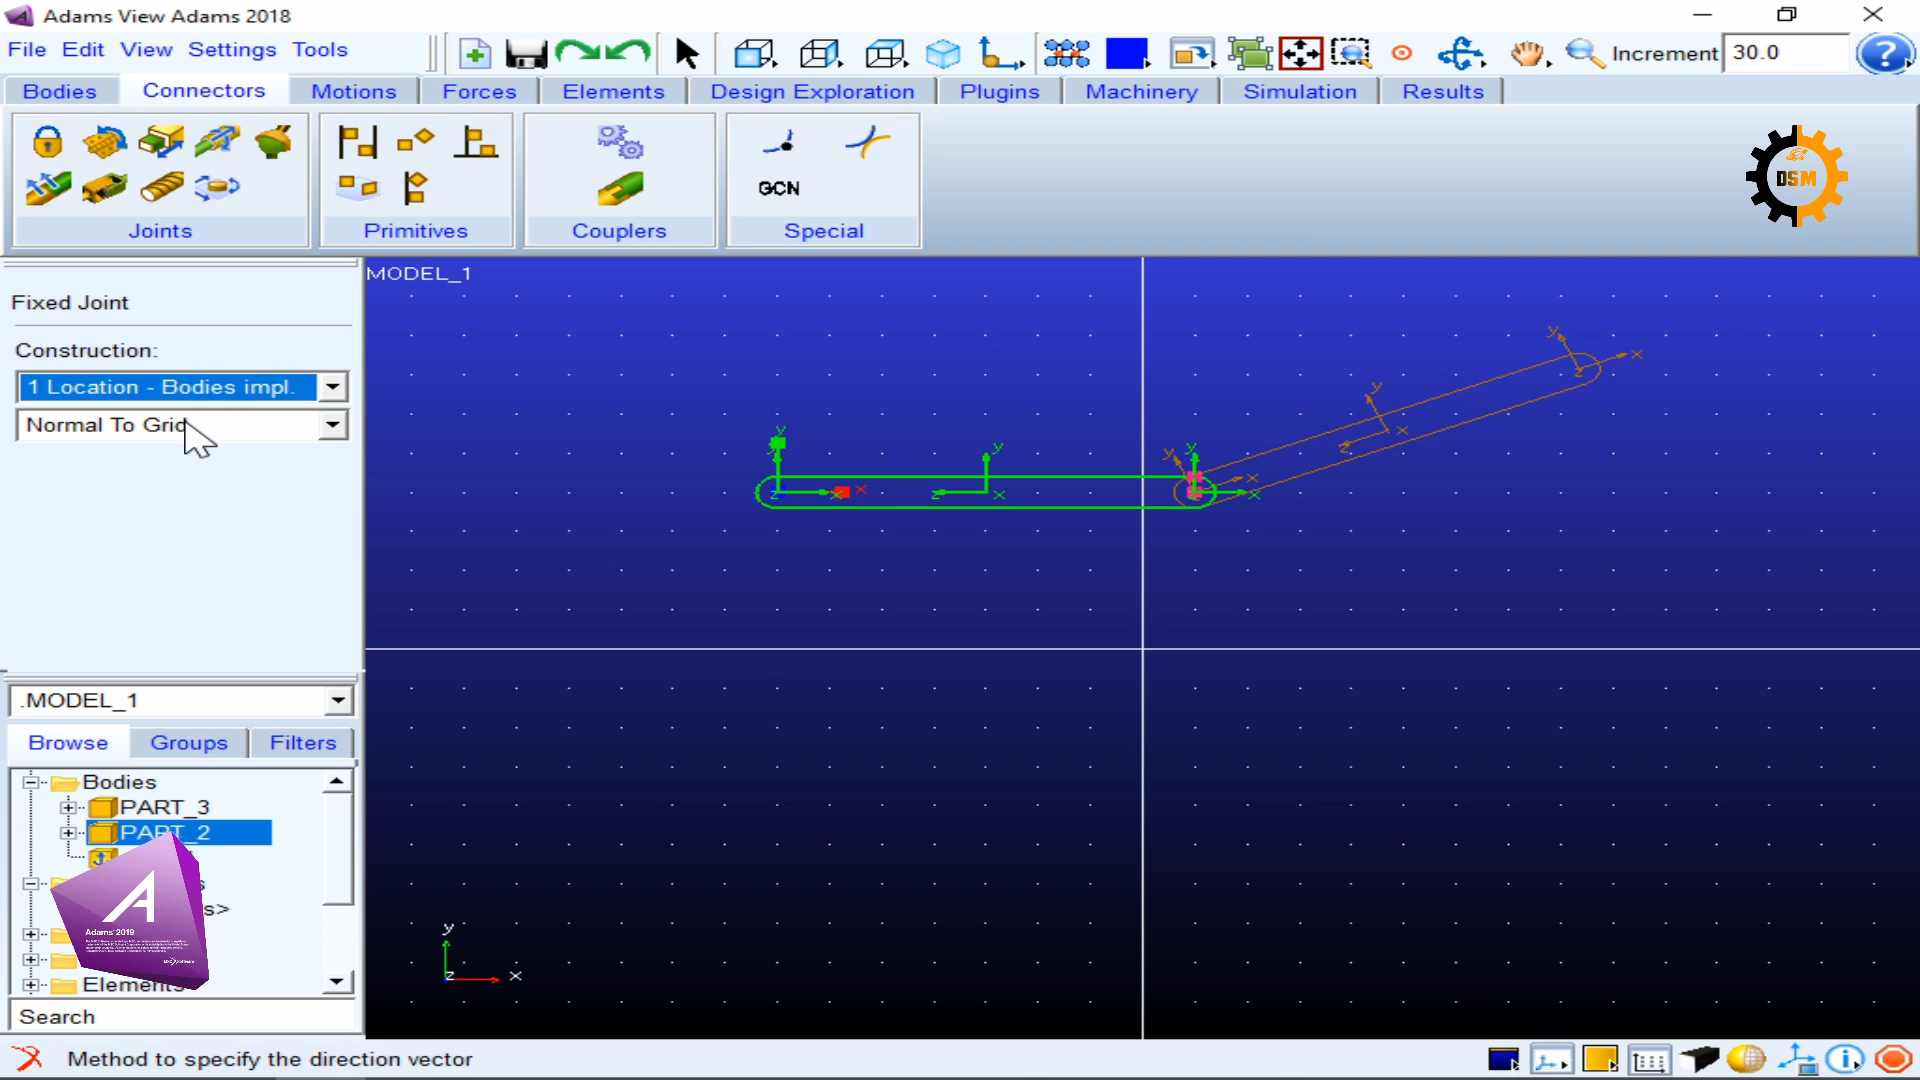 Adams View Adams 2018
File Edit View Settings Tools
Increment 30.0
Bodies Connectors Motions Forces Elements Design Exploration Plugins Machinery Simulation Results
GCN
DSM
Joints Primitives Couplers Special
MODEL_1
Fixed Joint
Construction:
1 Location - Bodies impl.
Normal To Grid
y
x
y
x
z
y
x
z
y
z
x
y
z
x
y
y
x
x
.MODEL_1
Browse Groups Filters
Bodies
PART_3
PART_2
s>
A
Adams 2019
Elements
y
z
x
Search
Method to specify the direction vector